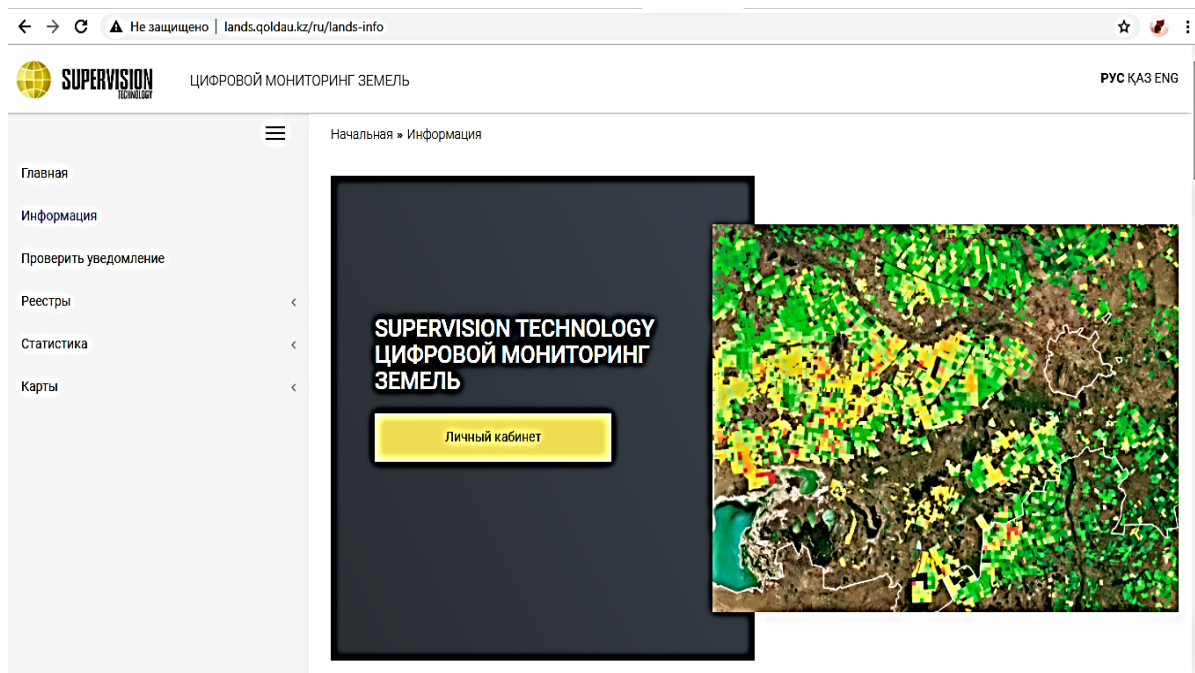 Не защищено | lands.qoldau.kz/ru/lands-info
SUPERVISION
TECHNOLOGY
ЦИФРОВОЙ МОНИТОРИНГ ЗЕМЕЛЬ
РУС ҚАЗ ENG
Начальная » Информация
Главная
Информация
Проверить уведомление
Реестры
Статистика
Карты
SUPERVISION TECHNOLOGY
ЦИФРОВОЙ МОНИТОРИНГ
ЗЕМЕЛЬ
Личный кабинет